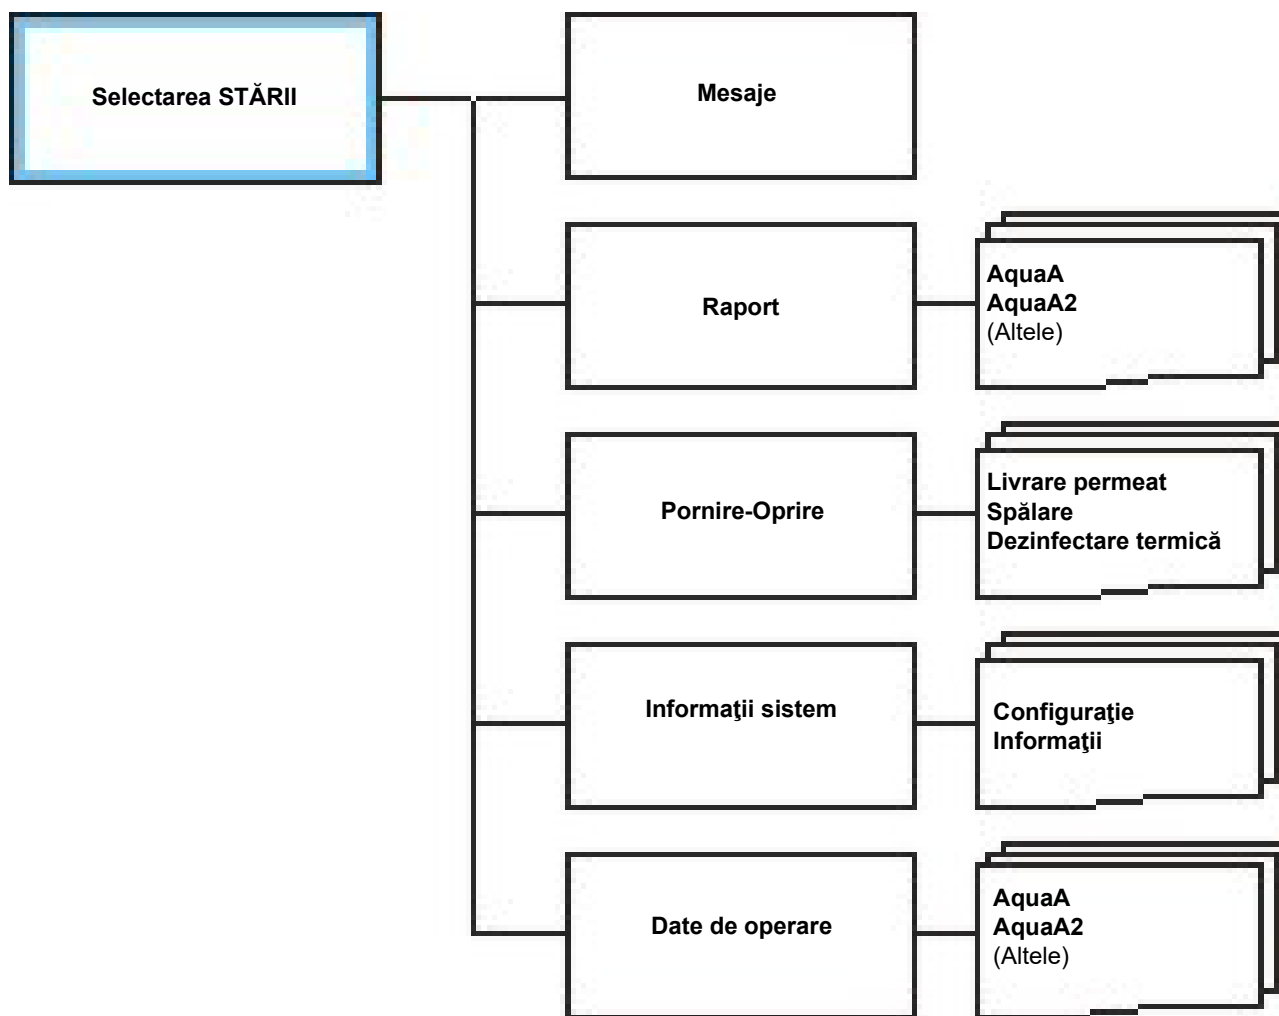 Selectarea STĂRII
Mesaje
Raport
AquaA
AquaA2
(Altele)
Pornire-Oprire
Livrare permeat
Spălare
Dezinfectare termică
Informaţii sistem
Configuraţie
Informaţii
Date de operare
AquaA
AquaA2
(Altele)